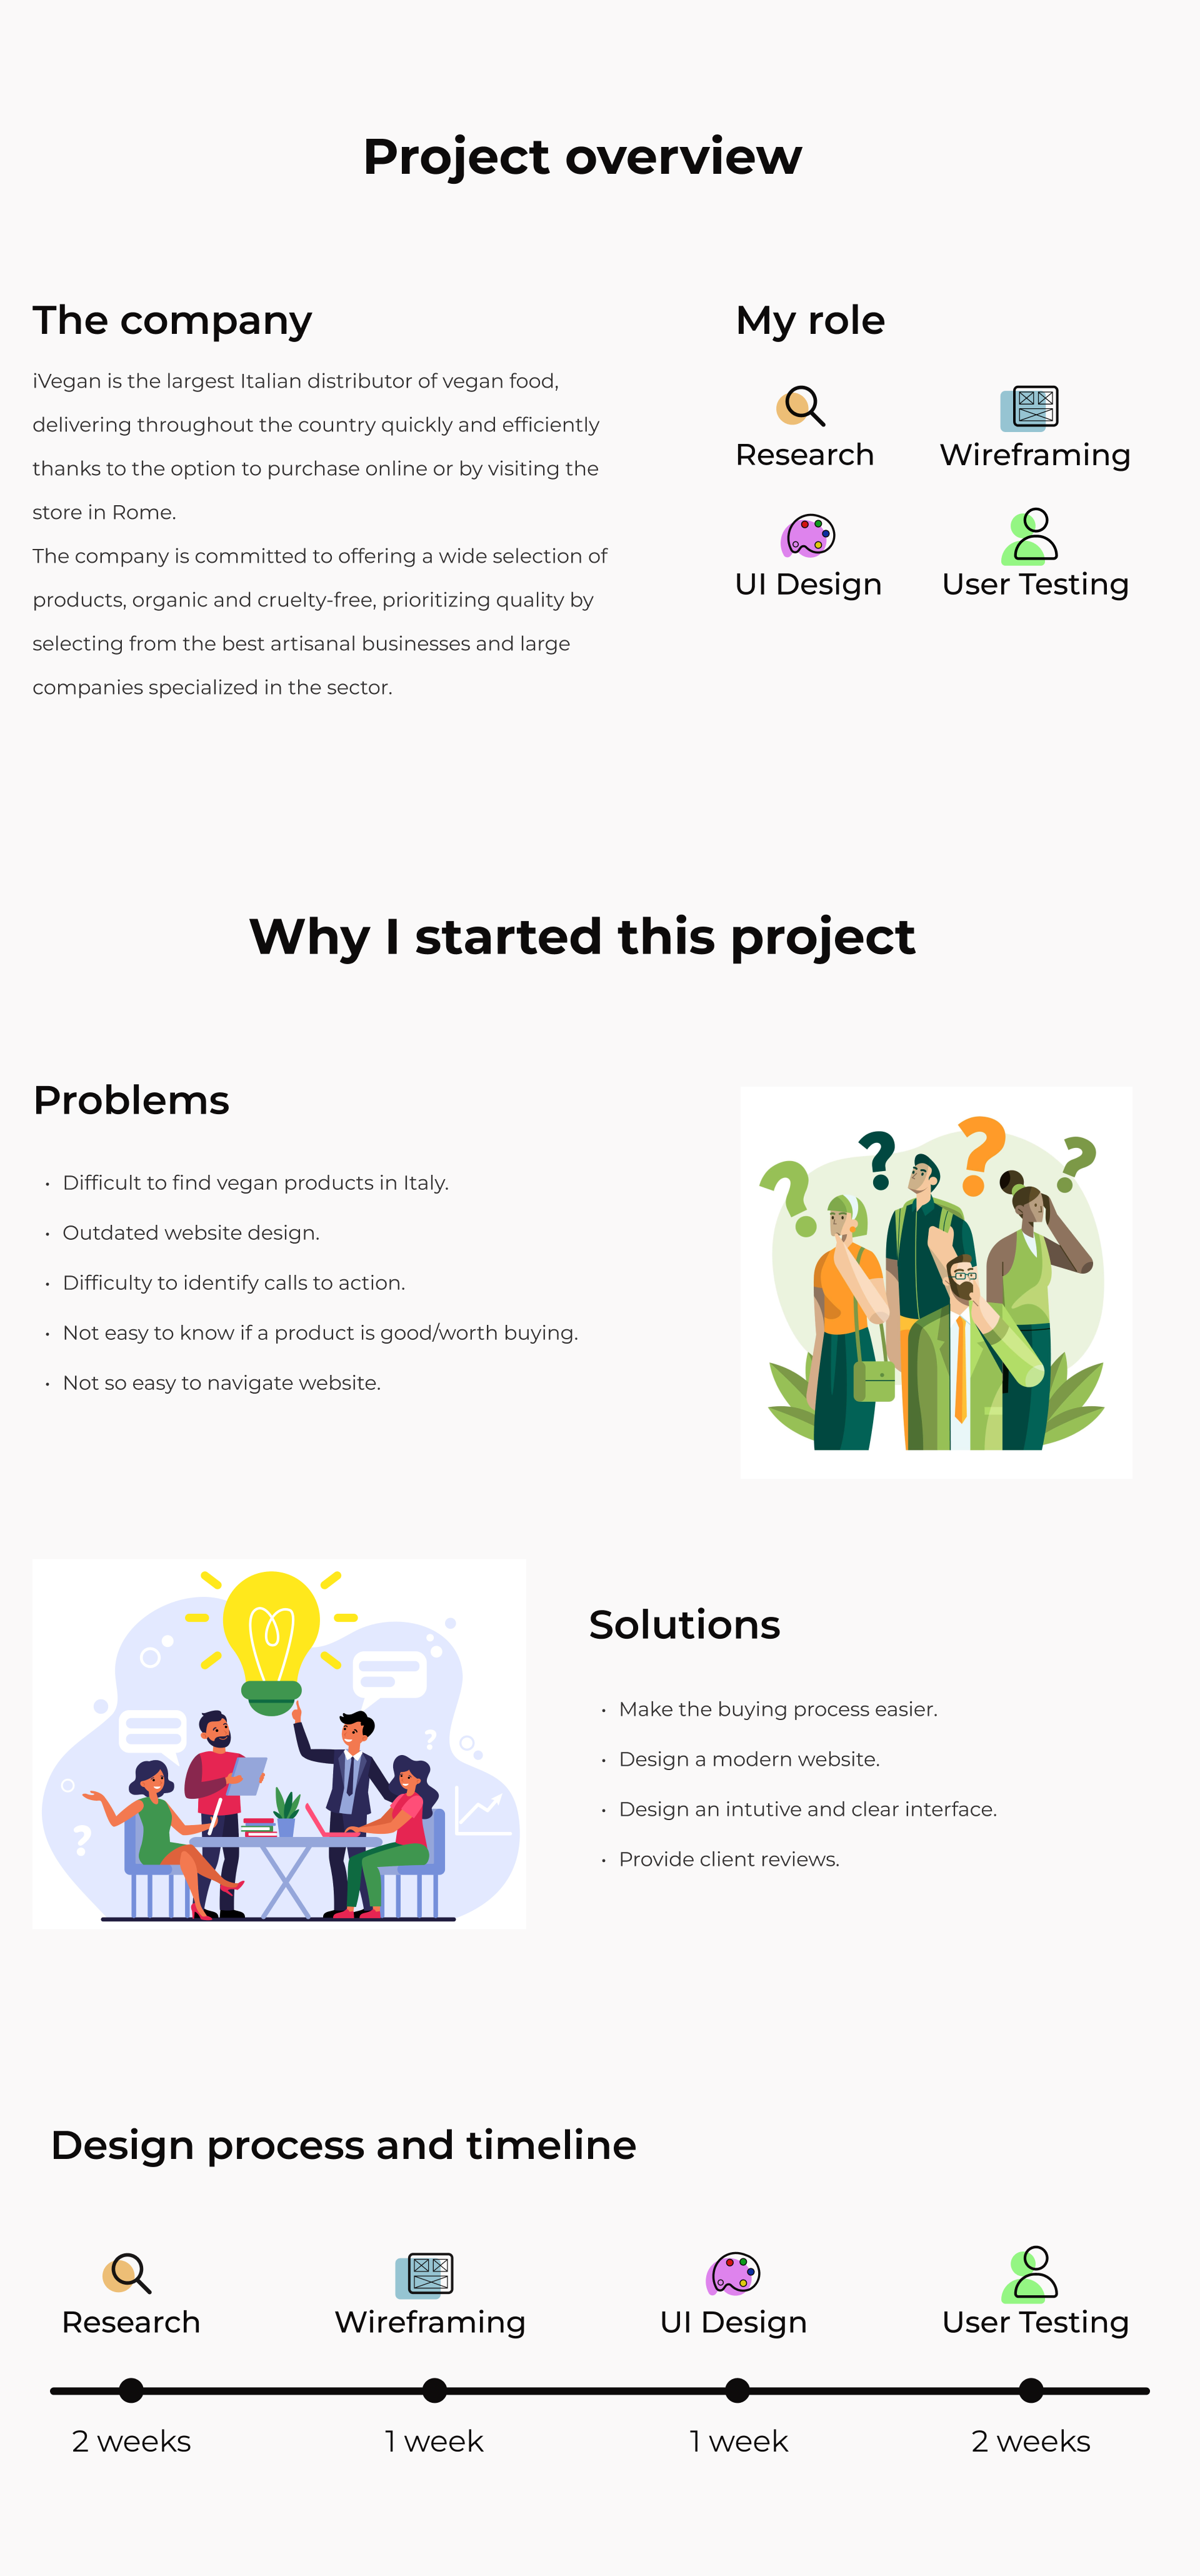 Project overview
The company
iVegan is the largest Italian distributor of vegan food,
delivering throughout the country quickly and efficiently
thanks to the option to purchase online or by visiting the
store in Rome.
The company is committed to offering a wide selection of
products, organic and cruelty-free, prioritizing quality by
selecting from the best artisanal businesses and large
companies specialized in the sector.
My role
Research
Wireframing
UI Design
User Testing
Why I started this project
Problems
• Difficult to find vegan products in Italy.
• Outdated website design.
• Difficulty to identify calls to action.
• Not easy to know if a product is good/worth buying.
• Not so easy to navigate website.
? ? ? ?
? ?
Solutions
• Make the buying process easier.
• Design a modern website.
• Design an intutive and clear interface.
• Provide client reviews.
Design process and timeline
Research
Wireframing
UI Design
User Testing
2 weeks
1 week
1 week
2 weeks